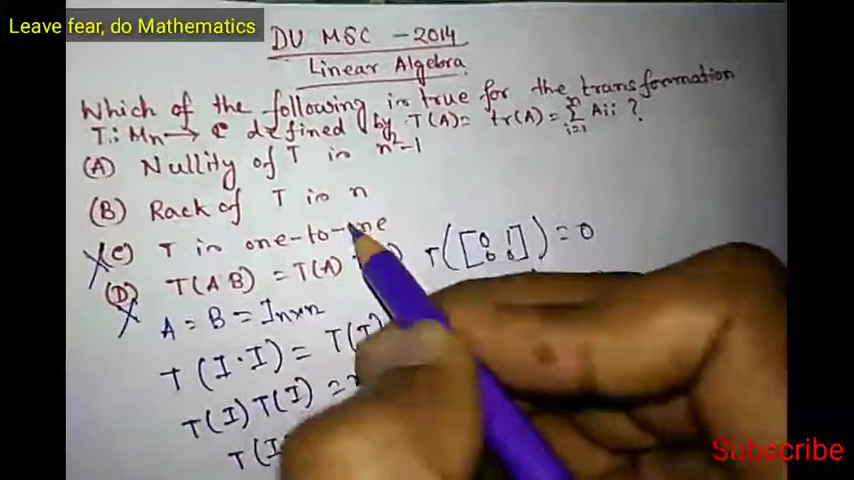 Leave fear, do Mathematics
DU MSC - 2014
Linear Algebra
Which of the following is true for the transformation
T: Mn → C defined by T(A) = tr(A) = n∑i=1 Aii ?
(A) Nullity of T is n²-1
(B) Rack of T is n
(C) T is one-to-one
T([0 1 0 0]) = 0
(D) T(AB) = T(A)
A = B = In×n
T(I·I) = T(I)
T(I) T(I) =
T(I
Subscribe